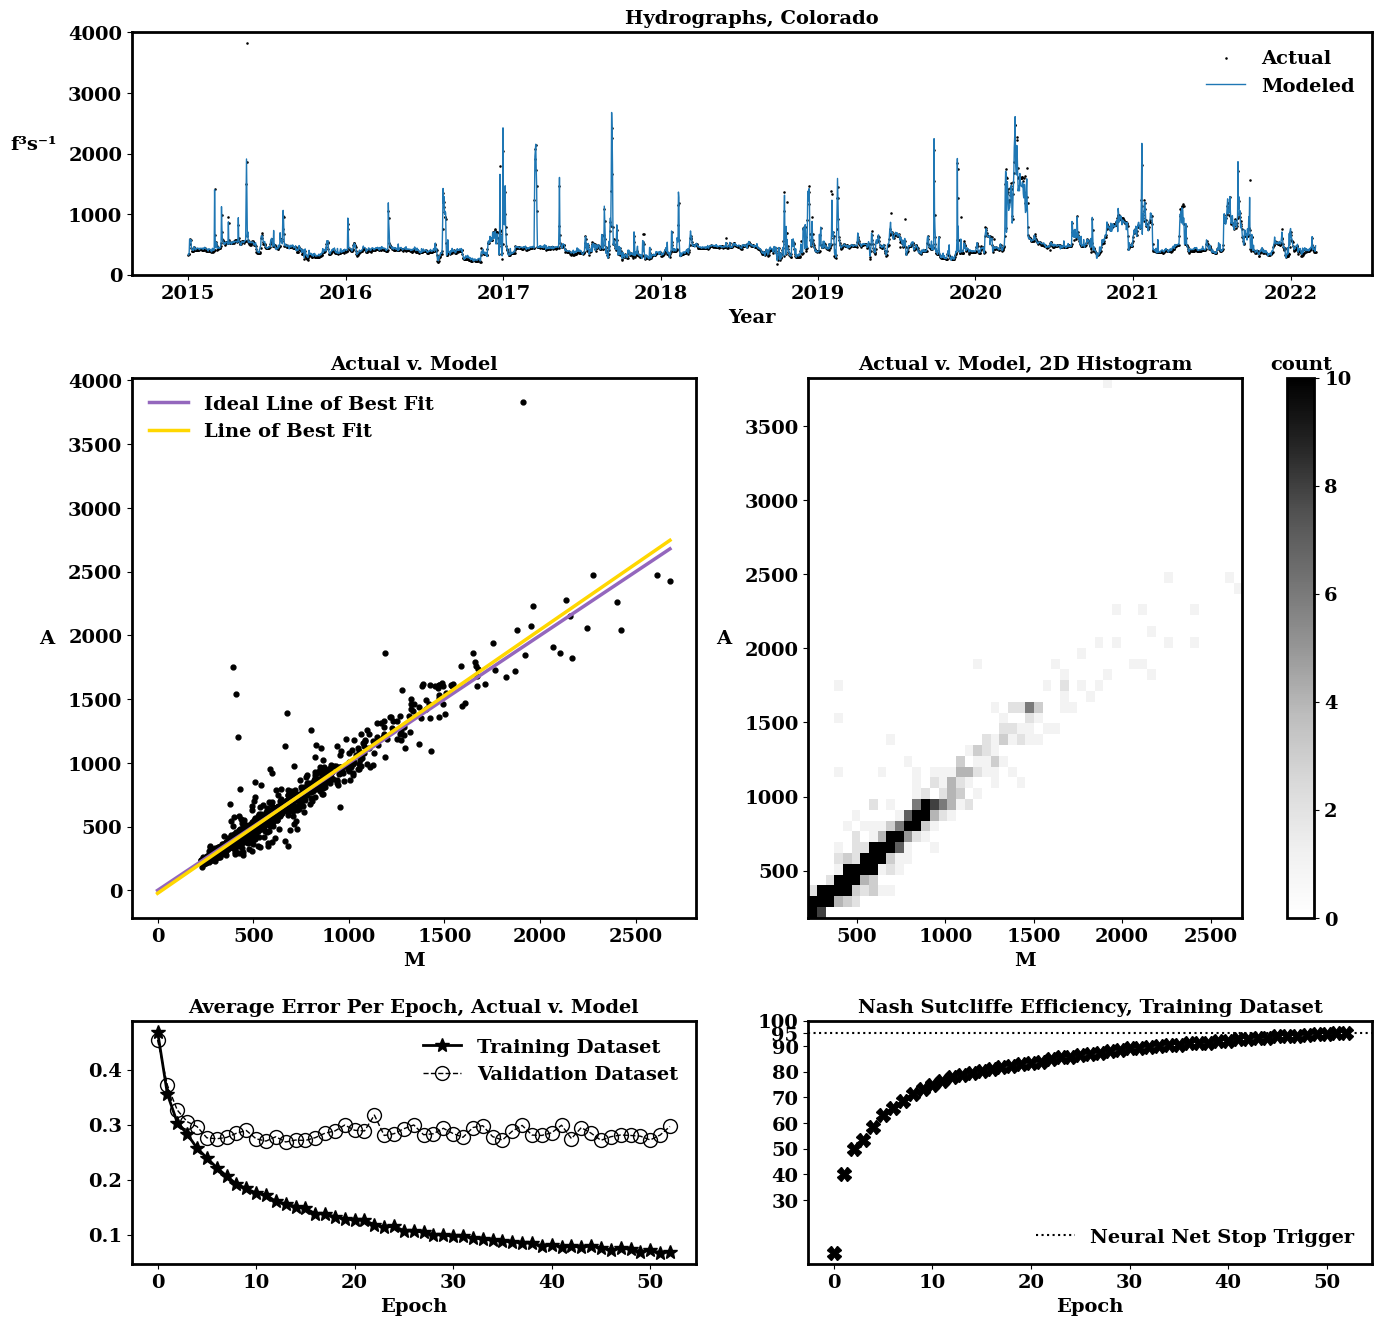 Hydrographs, Colorado
4000
3000
2000
1000
0
f³s⁻¹
Actual
Modeled
2015 2016 2017 2018 2019 2020 2021 2022
Year
Actual v. Model
4000
3500
3000
2500
2000
1500
1000
500
0
A
Ideal Line of Best Fit
Line of Best Fit
0 500 1000 1500 2000 2500
M
Actual v. Model, 2D Histogram
3500
3000
2500
2000
1500
1000
500
A
500 1000 1500 2000 2500
M
count
10
8
6
4
2
0
Average Error Per Epoch, Actual v. Model
0.4
0.3
0.2
0.1
Training Dataset
Validation Dataset
0 10 20 30 40 50
Epoch
Nash Sutcliffe Efficiency, Training Dataset
100
95
90
80
70
60
50
40
30
Neural Net Stop Trigger
0 10 20 30 40 50
Epoch